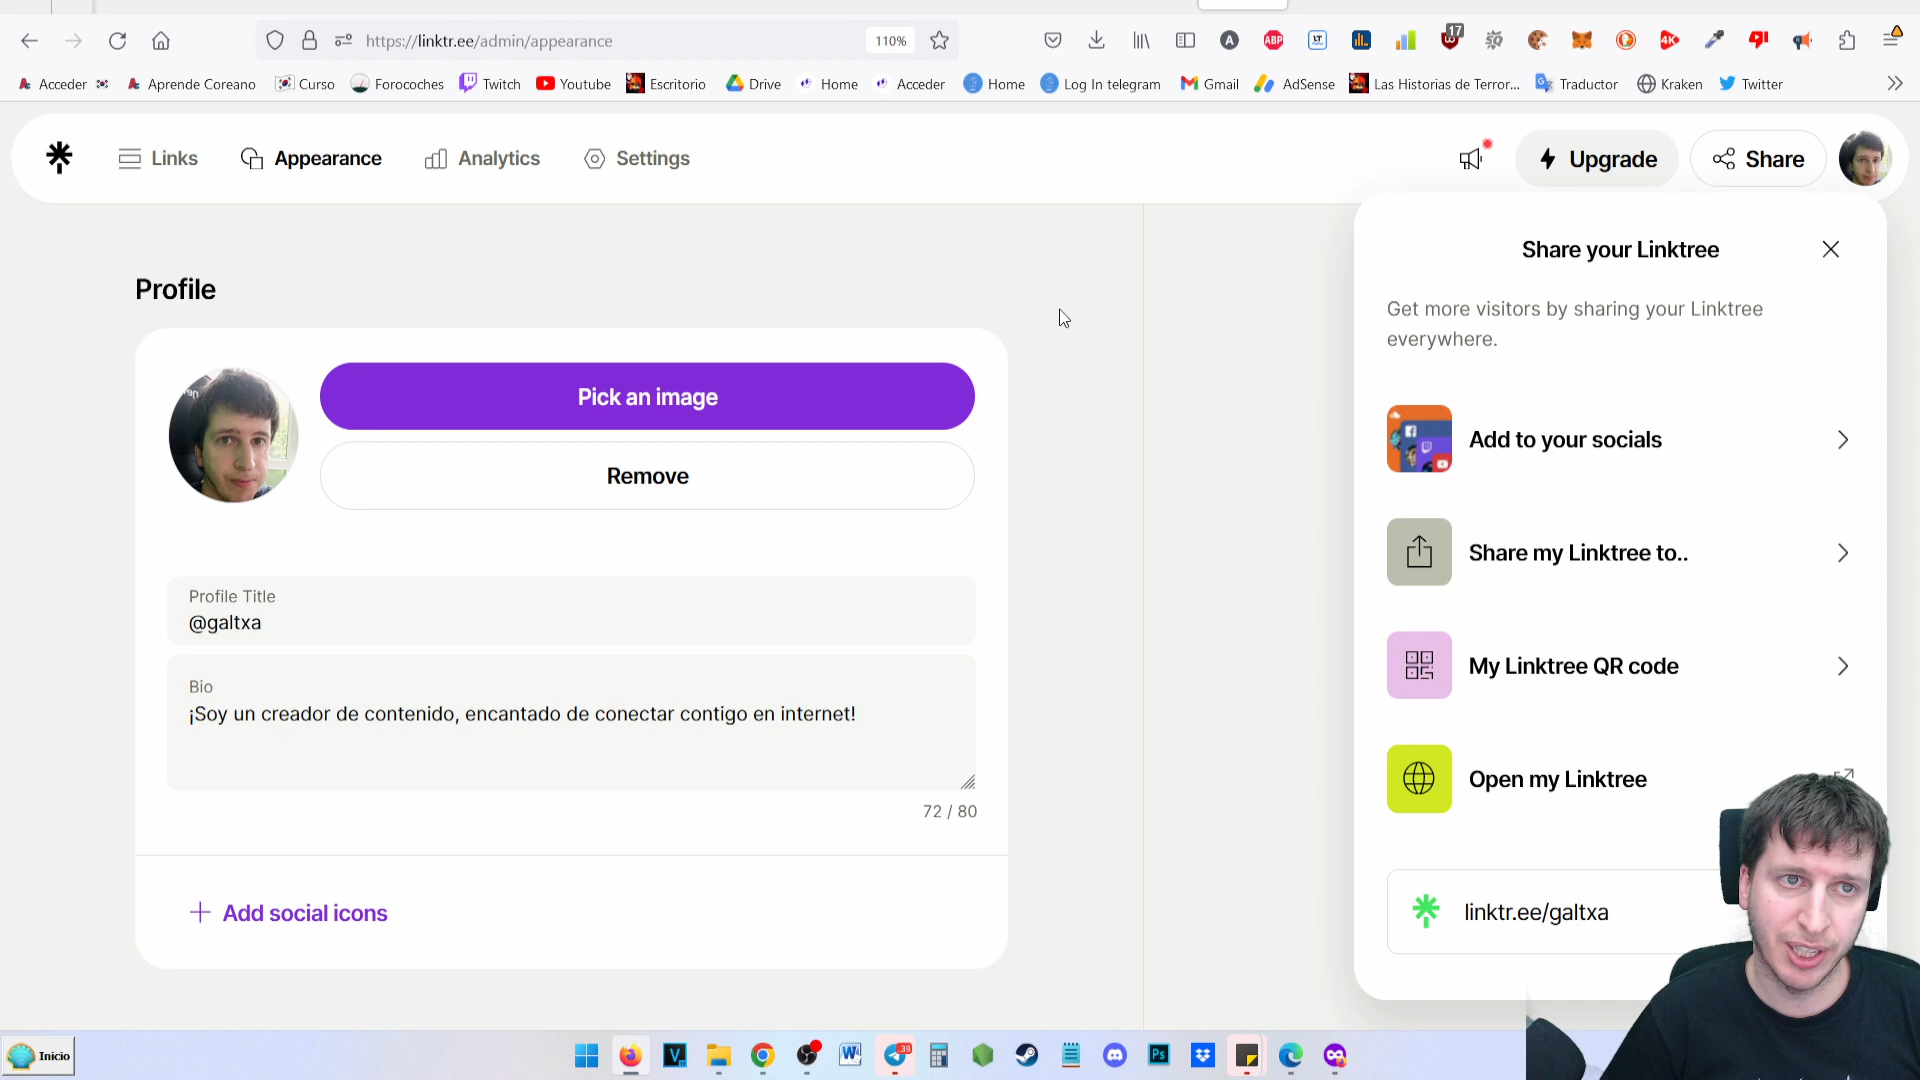 https://linktr.ee/admin/appearance
110%
17
Acceder
Aprende Coreano
Curso
Forocoches
Twitch
Youtube
Escritorio
Drive
Home
Acceder
Home
Log In telegram
Gmail
AdSense
Las Historias de Terror...
Traductor
Kraken
Twitter
Links
Appearance
Analytics
Settings
Upgrade
Share
Profile
Pick an image
Remove
Profile Title
@galtxa
Bio
¡Soy un creador de contenido, encantado de conectar contigo en internet!
72 / 80
Add social icons
Share your Linktree
Get more visitors by sharing your Linktree
everywhere.
Add to your socials
Share my Linktree to..
My Linktree QR code
Open my Linktree
linktr.ee/galtxa
Inicio
39